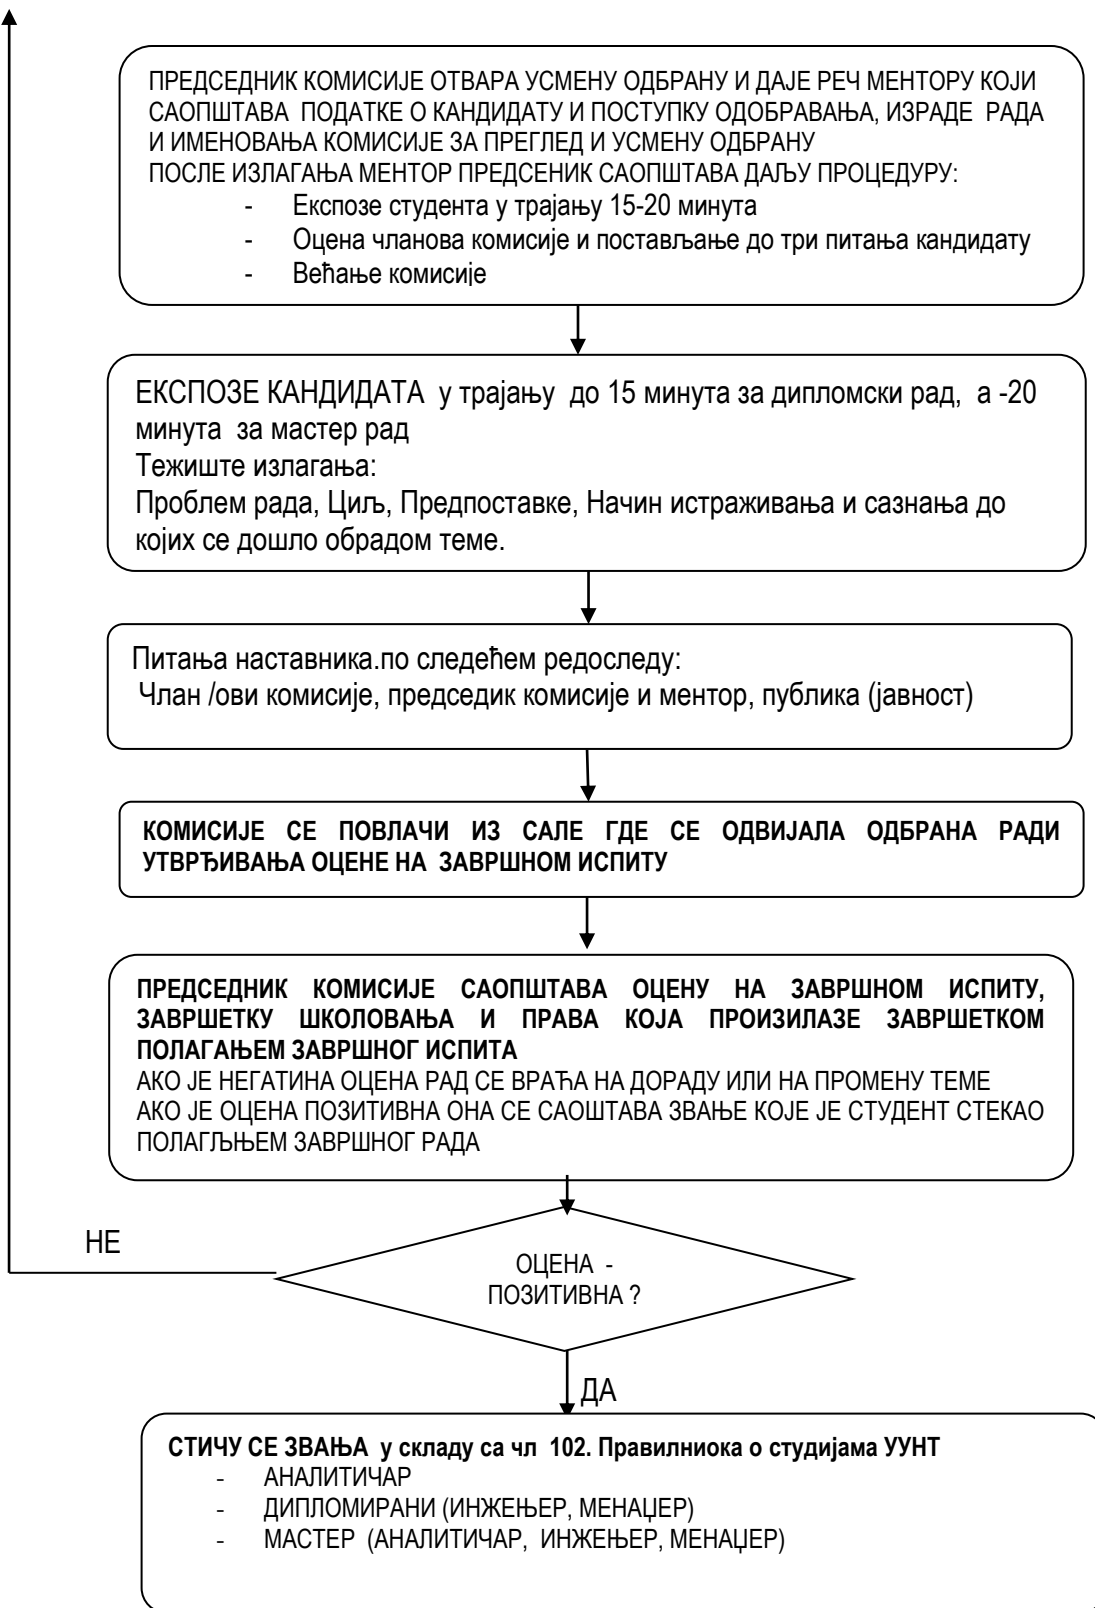 ПРЕДСЕДНИК КОМИСИЈЕ ОТВАРА УСМЕНУ ОДБРАНУ И ДАЈЕ РЕЧ МЕНТОРУ КОЈИ
САОПШТАВА ПОДАТКЕ О КАНДИДАТУ И ПОСТУПКУ ОДОБРАВАЊА, ИЗРАДЕ РАДА
И ИМЕНОВАЊА КОМИСИЈЕ ЗА ПРЕГЛЕД И УСМЕНУ ОДБРАНУ
ПОСЛЕ ИЗЛАГАЊА МЕНТОР ПРЕДСЕНИК САОПШТАВА ДАЉУ ПРОЦЕДУРУ:
- Експозе студента у трајању 15-20 минута
- Оцена чланова комисије и постављање до три питања кандидату
- Већање комисије
ЕКСПОЗЕ КАНДИДАТА у трајању до 15 минута за дипломски рад, а -20
минута за мастер рад
Тежиште излагања:
Проблем рада, Циљ, Предпоставке, Начин истраживања и сазнања до
којих се дошло обрадом теме.
Питања наставника.по следећем редоследу:
Члан /ови комисије, председик комисије и ментор, публика (јавност)
КОМИСИЈЕ СЕ ПОВЛАЧИ ИЗ САЛЕ ГДЕ СЕ ОДВИЈАЛА ОДБРАНА РАДИ
УТВРЂИВАЊА ОЦЕНЕ НА ЗАВРШНОМ ИСПИТУ
ПРЕДСЕДНИК КОМИСИЈЕ САОПШТАВА ОЦЕНУ НА ЗАВРШНОМ ИСПИТУ,
ЗАВРШЕТКУ ШКОЛОВАЊА И ПРАВА КОЈА ПРОИЗИЛАЗЕ ЗАВРШЕТКОМ
ПОЛАГАЊЕМ ЗАВРШНОГ ИСПИТА
АКО ЈЕ НЕГАТИНА ОЦЕНА РАД СЕ ВРАЋА НА ДОРАДУ ИЛИ НА ПРОМЕНУ ТЕМЕ
АКО ЈЕ ОЦЕНА ПОЗИТИВНА ОНА СЕ САОШТАВА ЗВАЊЕ КОЈЕ ЈЕ СТУДЕНТ СТЕКАО
ПОЛАГЉЊЕМ ЗАВРШНОГ РАДА
НЕ
ОЦЕНА -
ПОЗИТИВНА ?
ДА
СТИЧУ СЕ ЗВАЊА у складу са чл 102. Правилниока о студијама УУНТ
- АНАЛИТИЧАР
- ДИПЛОМИРАНИ (ИНЖЕЊЕР, МЕНАЏЕР)
- МАСТЕР (АНАЛИТИЧАР, ИНЖЕЊЕР, МЕНАЏЕР)